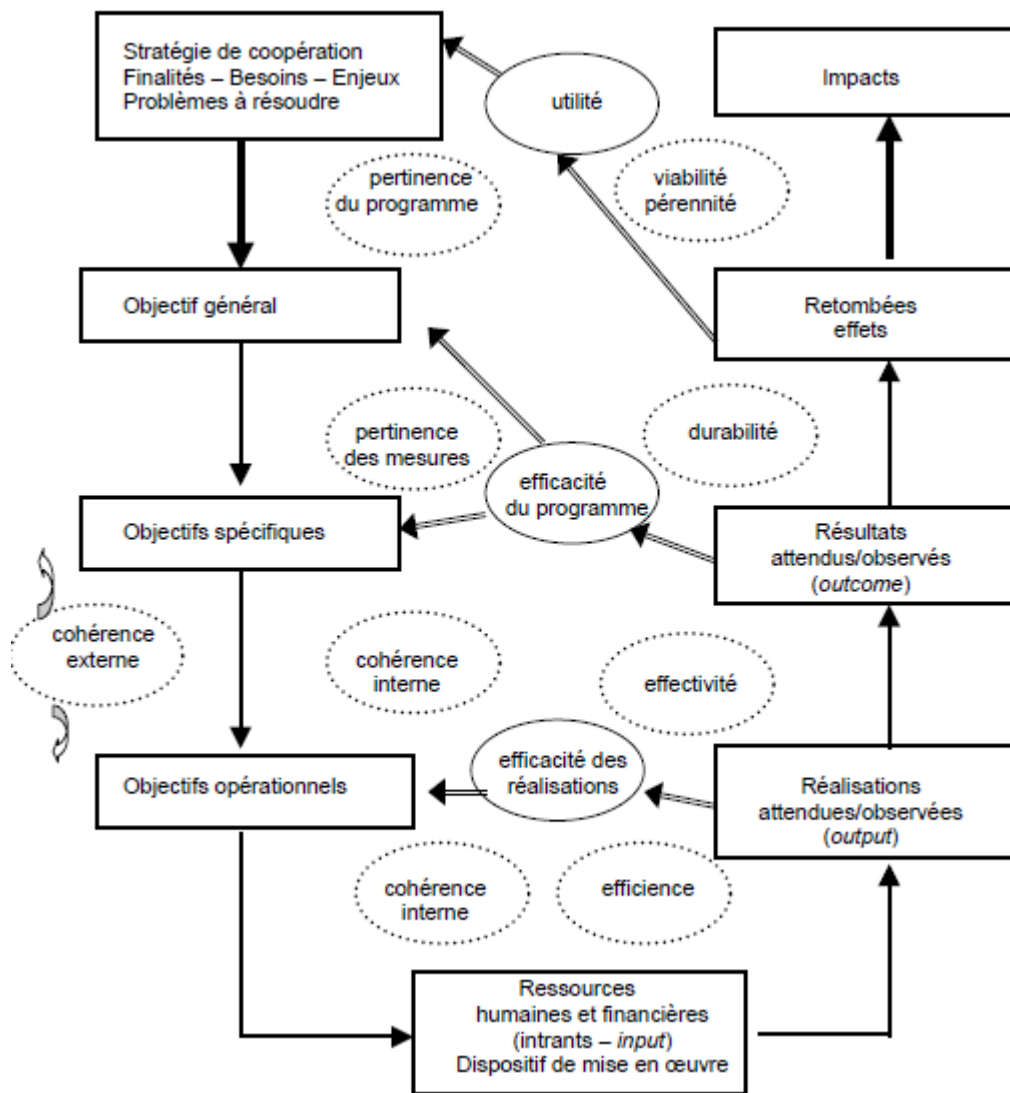 Stratégie de coopération
Finalités – Besoins – Enjeux
Problèmes à résoudre
utilité
Impacts
pertinence
du programme
viabilité
pérennité
Objectif général
Retombées
effets
pertinence
des mesures
durabilité
efficacité
du programme
Objectifs spécifiques
Résultats
attendus/observés
(outcome)
cohérence
externe
cohérence
interne
effectivité
Objectifs opérationnels
efficacité des
réalisations
Réalisations
attendues/observées
(output)
cohérence
interne
efficience
Ressources
humaines et financières
(intrants – input)
Dispositif de mise en œuvre